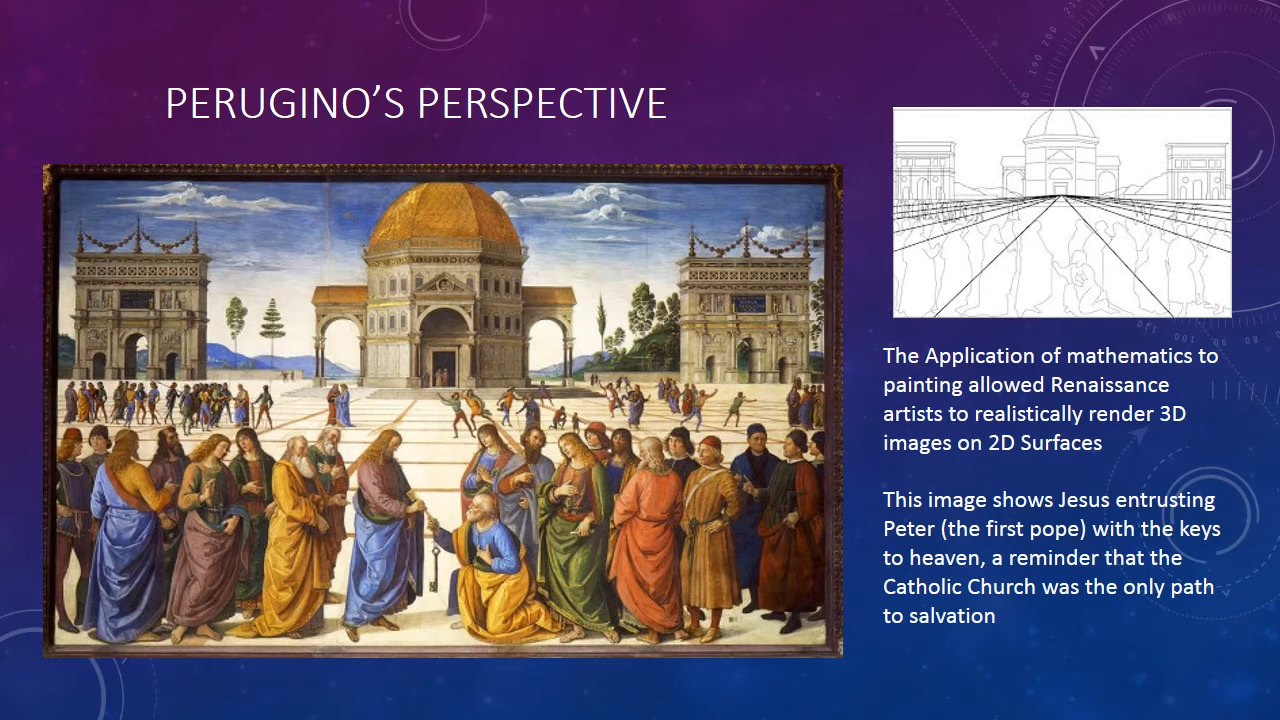 PERUGINO’S PERSPECTIVE
The Application of mathematics to
painting allowed Renaissance
artists to realistically render 3D
images on 2D Surfaces
This image shows Jesus entrusting
Peter (the first pope) with the keys
to heaven, a reminder that the
Catholic Church was the only path
to salvation